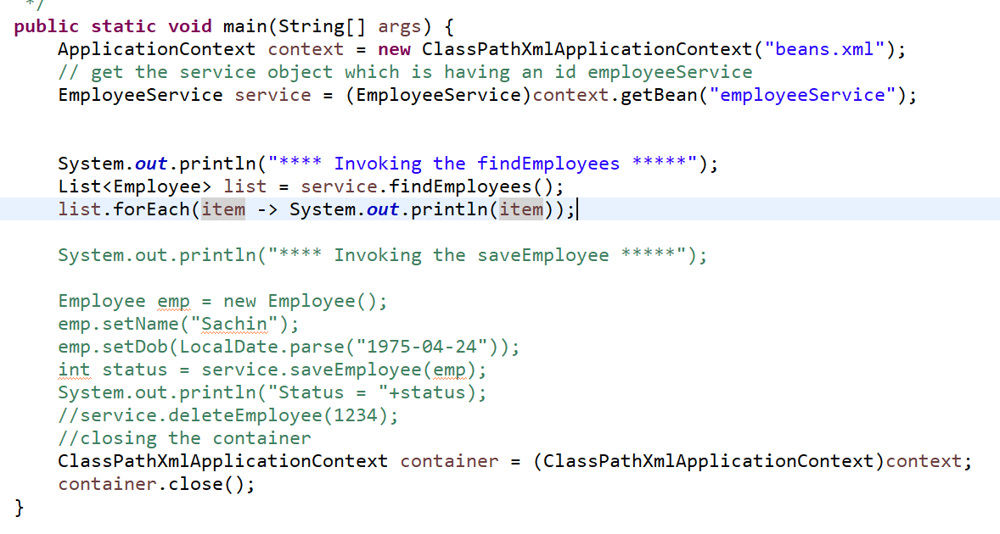 */
public static void main(String[] args) {
    ApplicationContext context = new ClassPathXmlApplicationContext("beans.xml");
    // get the service object which is having an id employeeService
    EmployeeService service = (EmployeeService)context.getBean("employeeService");
    System.out.println("**** Invoking the findEmployees *****");
    List<Employee> list = service.findEmployees();
    list.forEach(item -> System.out.println(item));
    System.out.println("**** Invoking the saveEmployee *****");
    Employee emp = new Employee();
    emp.setName("Sachin");
    emp.setDob(LocalDate.parse("1975-04-24"));
    int status = service.saveEmployee(emp);
    System.out.println("Status = "+status);
    //service.deleteEmployee(1234);
    //closing the container
    ClassPathXmlApplicationContext container = (ClassPathXmlApplicationContext)context;
    container.close();
}